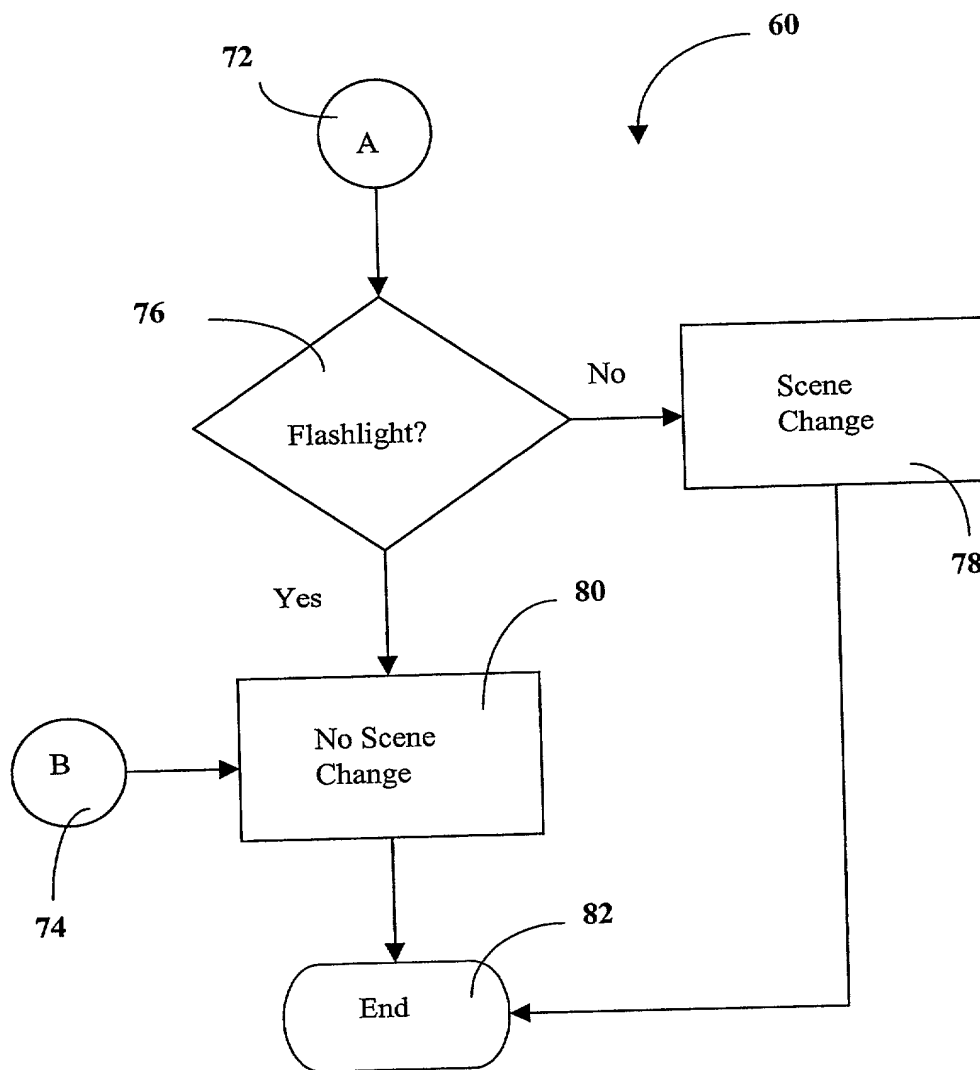 60
72
A
76
No
Scene
Change
Flashlight?
78
Yes
80
No Scene
Change
B
74
82
End